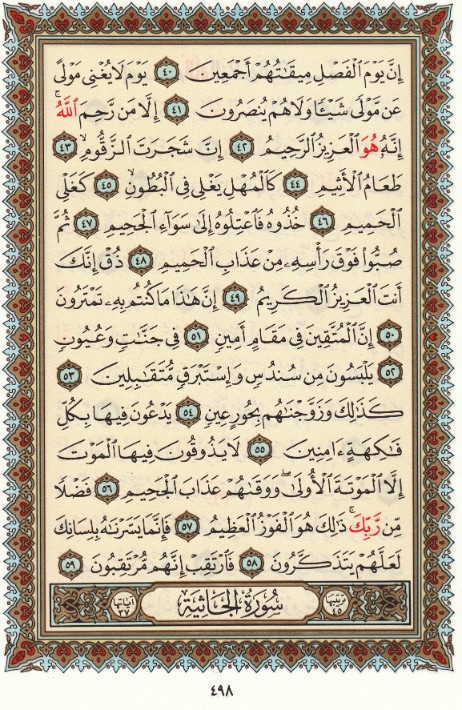 إِنَّ يَوْمَ ٱلْفَصْلِ مِيقَٰتُهُمْ أَجْمَعِينَ ٤٠ يَوْمَ لَا يُغْنِى مَوْلًى
عَن مَّوْلًى شَيْـًٔا وَلَا هُمْ يُنصَرُونَ ٤١ إِلَّا مَن رَّحِمَ ٱللَّهُ ۚ
إِنَّهُۥ هُوَ ٱلْعَزِيزُ ٱلرَّحِيمُ ٤٢ إِنَّ شَجَرَتَ ٱلزَّقُّومِ ٤٣
طَعَامُ ٱلْأَثِيمِ ٤٤ كَٱلْمُهْلِ يَغْلِى فِى ٱلْبُطُونِ ٤٥ كَغَلْىِ
ٱلْحَمِيمِ ٤٦ خُذُوهُ فَٱعْتِلُوهُ إِلَىٰ سَوَآءِ ٱلْجَحِيمِ ٤٧ ثُمَّ
صُبُّوا۟ فَوْقَ رَأْسِهِۦ مِنْ عَذَابِ ٱلْحَمِيمِ ٤٨ ذُقْ إِنَّكَ
أَنتَ ٱلْعَزِيزُ ٱلْكَرِيمُ ٤٩ إِنَّ هَٰذَا مَا كُنتُم بِهِۦ تَمْتَرُونَ
٥٠ إِنَّ ٱلْمُتَّقِينَ فِى مَقَامٍ أَمِينٍ ٥١ فِى جَنَّٰتٍ وَعُيُونٍ
٥٢ يَلْبَسُونَ مِن سُندُسٍ وَإِسْتَبْرَقٍ مُّتَقَٰبِلِينَ ٥٣
كَذَٰلِكَ وَزَوَّجْنَٰهُم بِحُورٍ عِينٍ ٥٤ يَدْعُونَ فِيهَا بِكُلِّ
فَٰكِهَةٍ ءَامِنِينَ ٥٥ لَا يَذُوقُونَ فِيهَا ٱلْمَوْتَ
إِلَّا ٱلْمَوْتَةَ ٱلْأُولَىٰ ۖ وَوَقَىٰهُمْ عَذَابَ ٱلْجَحِيمِ ٥٦ فَضْلًا
مِّن رَّبِّكَ ۚ ذَٰلِكَ هُوَ ٱلْفَوْزُ ٱلْعَظِيمُ ٥٧ فَإِنَّمَا يَسَّرْنَٰهُ بِلِسَانِكَ
لَعَلَّهُمْ يَتَذَكَّرُونَ ٥٨ فَٱرْتَقِبْ إِنَّهُم مُّرْتَقِبُونَ ٥٩
ترتيبها ٤٥ سُورَةُ الجَاثِيَةِ آياتها ٣٧
٤٩٨